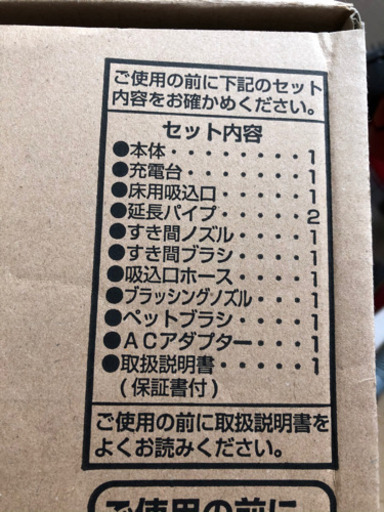 ご使用の前に下記のセット
内容をお確かめください。
セット内容
●本体・・・・・・・・1
●充電台・・・・・・・1
●床用吸込口・・・・・1
●延長パイプ・・・・・2
●すき間ノズル・・・・1
●すき間ブラシ・・・・1
●吸込口ホース・・・・1
●ブラッシングノズル・・・1
●ペットブラシ・・・・1
●ACアダプター・・・1
●取扱説明書・・・・・1
(保証書付)
ご使用の前に取扱説明書を
よくお読みください。
ご使用の前に